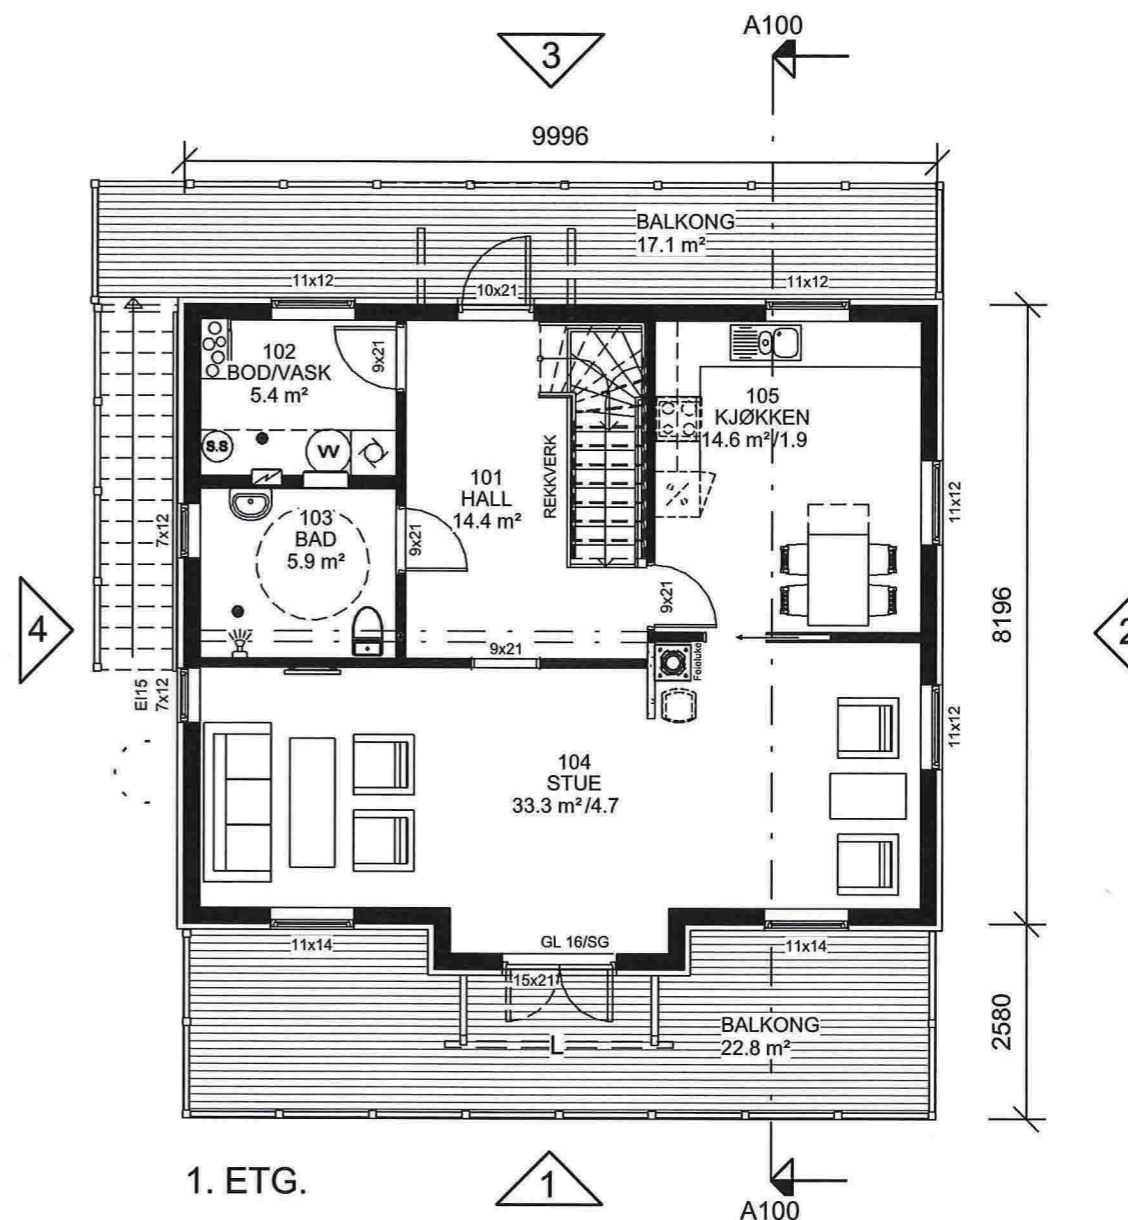 A100
3
9996
BALKONG
17.1 m²
11x12
10x21
11x12
102
BOD/VASK
5.4 m²
9x21
105
KJØKKEN
14.6 m²/1.9
S.S
VV
101
HALL
14.4 m²
REKKVERK
11x12
7x12
103
BAD
5.9 m²
9x21
9x21
8196
4
2
9x21
Feieluke
EI15
7x12
11x12
104
STUE
33.3 m²/4.7
11x14
GL 16/SG
11x14
15x21
BALKONG
22.8 m²
L
2580
1. ETG.
1
A100